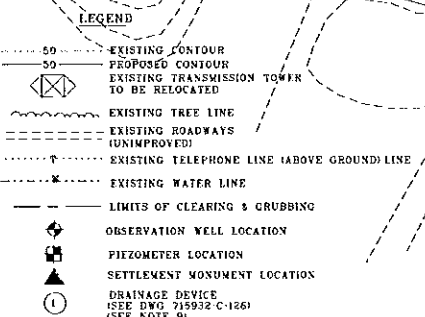 LEGEND
50 EXISTING CONTOUR
50 PROPOSED CONTOUR
EXISTING TRANSMISSION TOWER
TO BE RELOCATED
EXISTING TREE LINE
EXISTING ROADWAYS
(UNIMPROVED)
T EXISTING TELEPHONE LINE (ABOVE GROUND) LINE
EXISTING WATER LINE
LIMITS OF CLEARING & GRUBBING
OBSERVATION WELL LOCATION
PIEZOMETER LOCATION
SETTLEMENT MONUMENT LOCATION
DRAINAGE DEVICE
(SEE DWG 715932-C-126)
(SEE NOTE 9)